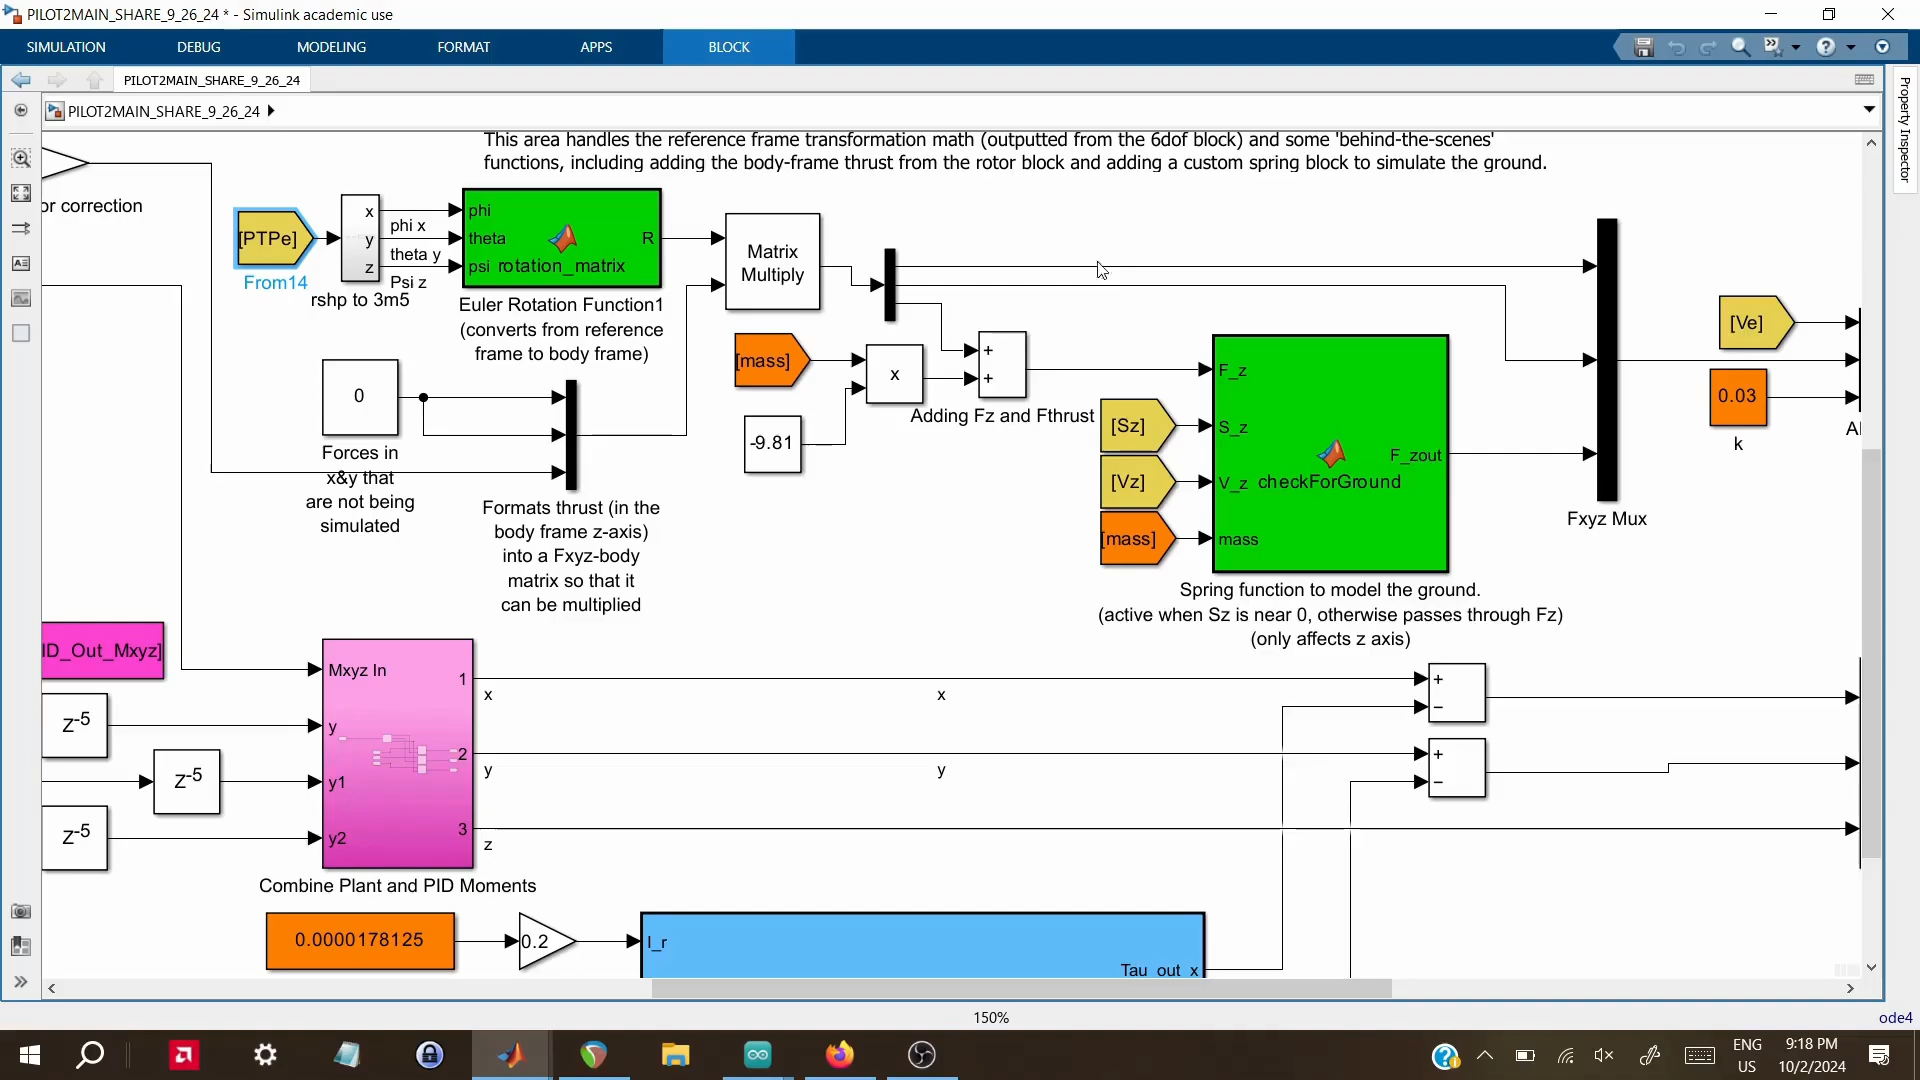 PILOT2MAIN_SHARE_9_26_24 * - Simulink academic use
SIMULATION
DEBUG
MODELING
FORMAT
APPS
BLOCK
PILOT2MAIN_SHARE_9_26_24
PILOT2MAIN_SHARE_9_26_24
Property Inspector
This area handles the reference frame transformation math (outputted from the 6dof block) and some 'behind-the-scenes'
functions, including adding the body-frame thrust from the rotor block and adding a custom spring block to simulate the ground.
or correction
[PTPe]
From14
x
y
z
phi x
theta y
Psi z
rshp to 3m5
phi
theta
psi
rotation_matrix
R
Euler Rotation Function1
(converts from reference
frame to body frame)
Matrix
Multiply
[mass]
x
-9.81
+
+
Adding Fz and Fthrust
0
Forces in
x&y that
are not being
simulated
Formats thrust (in the
body frame z-axis)
into a Fxyz-body
matrix so that it
can be multiplied
[Sz]
[Vz]
[mass]
F_z
S_z
V_z
mass
checkForGround
F_zout
Spring function to model the ground.
(active when Sz is near 0, otherwise passes through Fz)
(only affects z axis)
Fxyz Mux
[Ve]
0.03
k
ID_Out_Mxyz]
Z-5
Z-5
Z-5
Mxyz In
y
y1
y2
1
2
3
x
y
z
x
y
+
−
+
−
Combine Plant and PID Moments
0.0000178125
0.2
I_r
Tau_out_x
150%
ode4
ENG
US
9:18 PM
10/2/2024